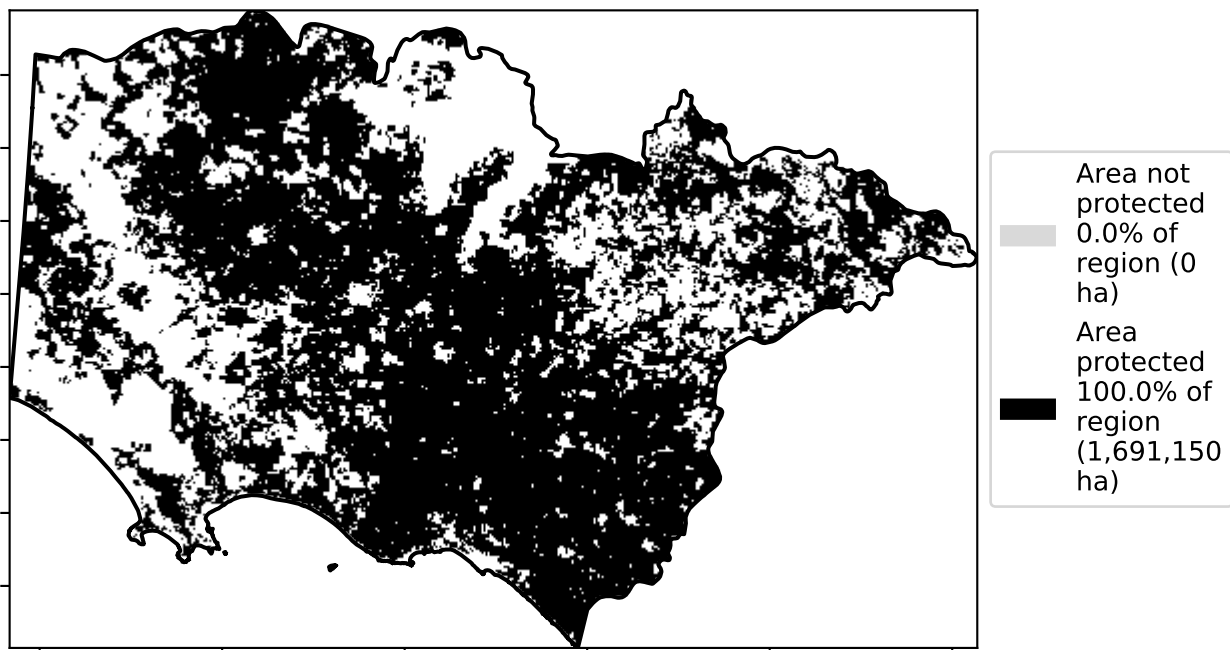 Area not
protected
0.0% of
region (0
ha)
Area
protected
100.0% of
region
(1,691,150
ha)